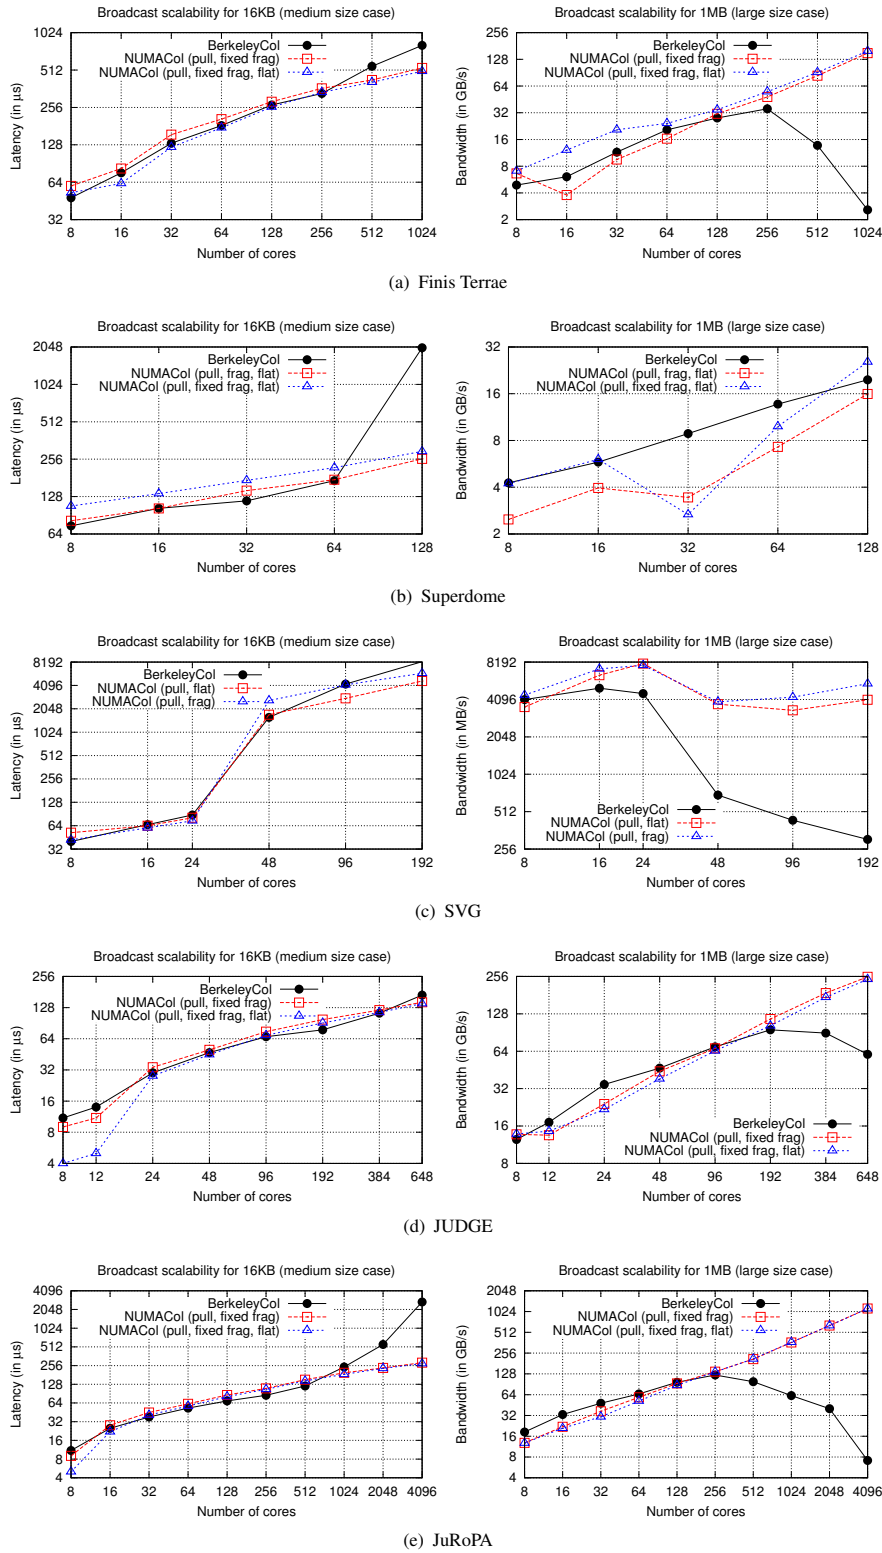 Broadcast scalability for 16KB (medium size case)
1024
512
256
128
64
32
Latency (in µs)
BerkeleyCol
NUMACol (pull, fixed frag)
NUMACol (pull, fixed frag, flat)
8 16 32 64 128 256 512 1024
Number of cores
Broadcast scalability for 1MB (large size case)
256
128
64
32
16
8
4
2
Bandwidth (in GB/s)
BerkeleyCol
NUMACol (pull, fixed frag)
NUMACol (pull, fixed frag, flat)
8 16 32 64 128 256 512 1024
Number of cores
(a) Finis Terrae
Broadcast scalability for 16KB (medium size case)
2048
1024
512
256
128
64
Latency (in µs)
BerkeleyCol
NUMACol (pull, frag, flat)
NUMACol (pull, fixed frag, flat)
8 16 32 64 128
Number of cores
Broadcast scalability for 1MB (large size case)
32
16
8
4
2
Bandwidth (in GB/s)
BerkeleyCol
NUMACol (pull, frag, flat)
NUMACol (pull, fixed frag, flat)
8 16 32 64 128
Number of cores
(b) Superdome
Broadcast scalability for 16KB (medium size case)
8192
4096
2048
1024
512
256
128
64
32
Latency (in µs)
BerkeleyCol
NUMACol (pull, flat)
NUMACol (pull, frag)
8 16 24 48 96 192
Number of cores
Broadcast scalability for 1MB (large size case)
8192
4096
2048
1024
512
256
Bandwidth (in MB/s)
BerkeleyCol
NUMACol (pull, flat)
NUMACol (pull, frag)
8 16 24 48 96 192
Number of cores
(c) SVG
Broadcast scalability for 16KB (medium size case)
256
128
64
32
16
8
4
Latency (in µs)
BerkeleyCol
NUMACol (pull, fixed frag)
NUMACol (pull, fixed frag, flat)
8 12 24 48 96 192 384 648
Number of cores
Broadcast scalability for 1MB (large size case)
256
128
64
32
16
8
Bandwidth (in GB/s)
BerkeleyCol
NUMACol (pull, fixed frag)
NUMACol (pull, fixed frag, flat)
8 12 24 48 96 192 384 648
Number of cores
(d) JUDGE
Broadcast scalability for 16KB (medium size case)
4096
2048
1024
512
256
128
64
32
16
8
4
Latency (in µs)
BerkeleyCol
NUMACol (pull, fixed frag)
NUMACol (pull, fixed frag, flat)
8 16 32 64 128 256 512 1024 2048 4096
Number of cores
Broadcast scalability for 1MB (large size case)
2048
1024
512
256
128
64
32
16
8
4
Bandwidth (in GB/s)
BerkeleyCol
NUMACol (pull, fixed frag)
NUMACol (pull, fixed frag, flat)
8 16 32 64 128 256 512 1024 2048 4096
Number of cores
(e) JuRoPA